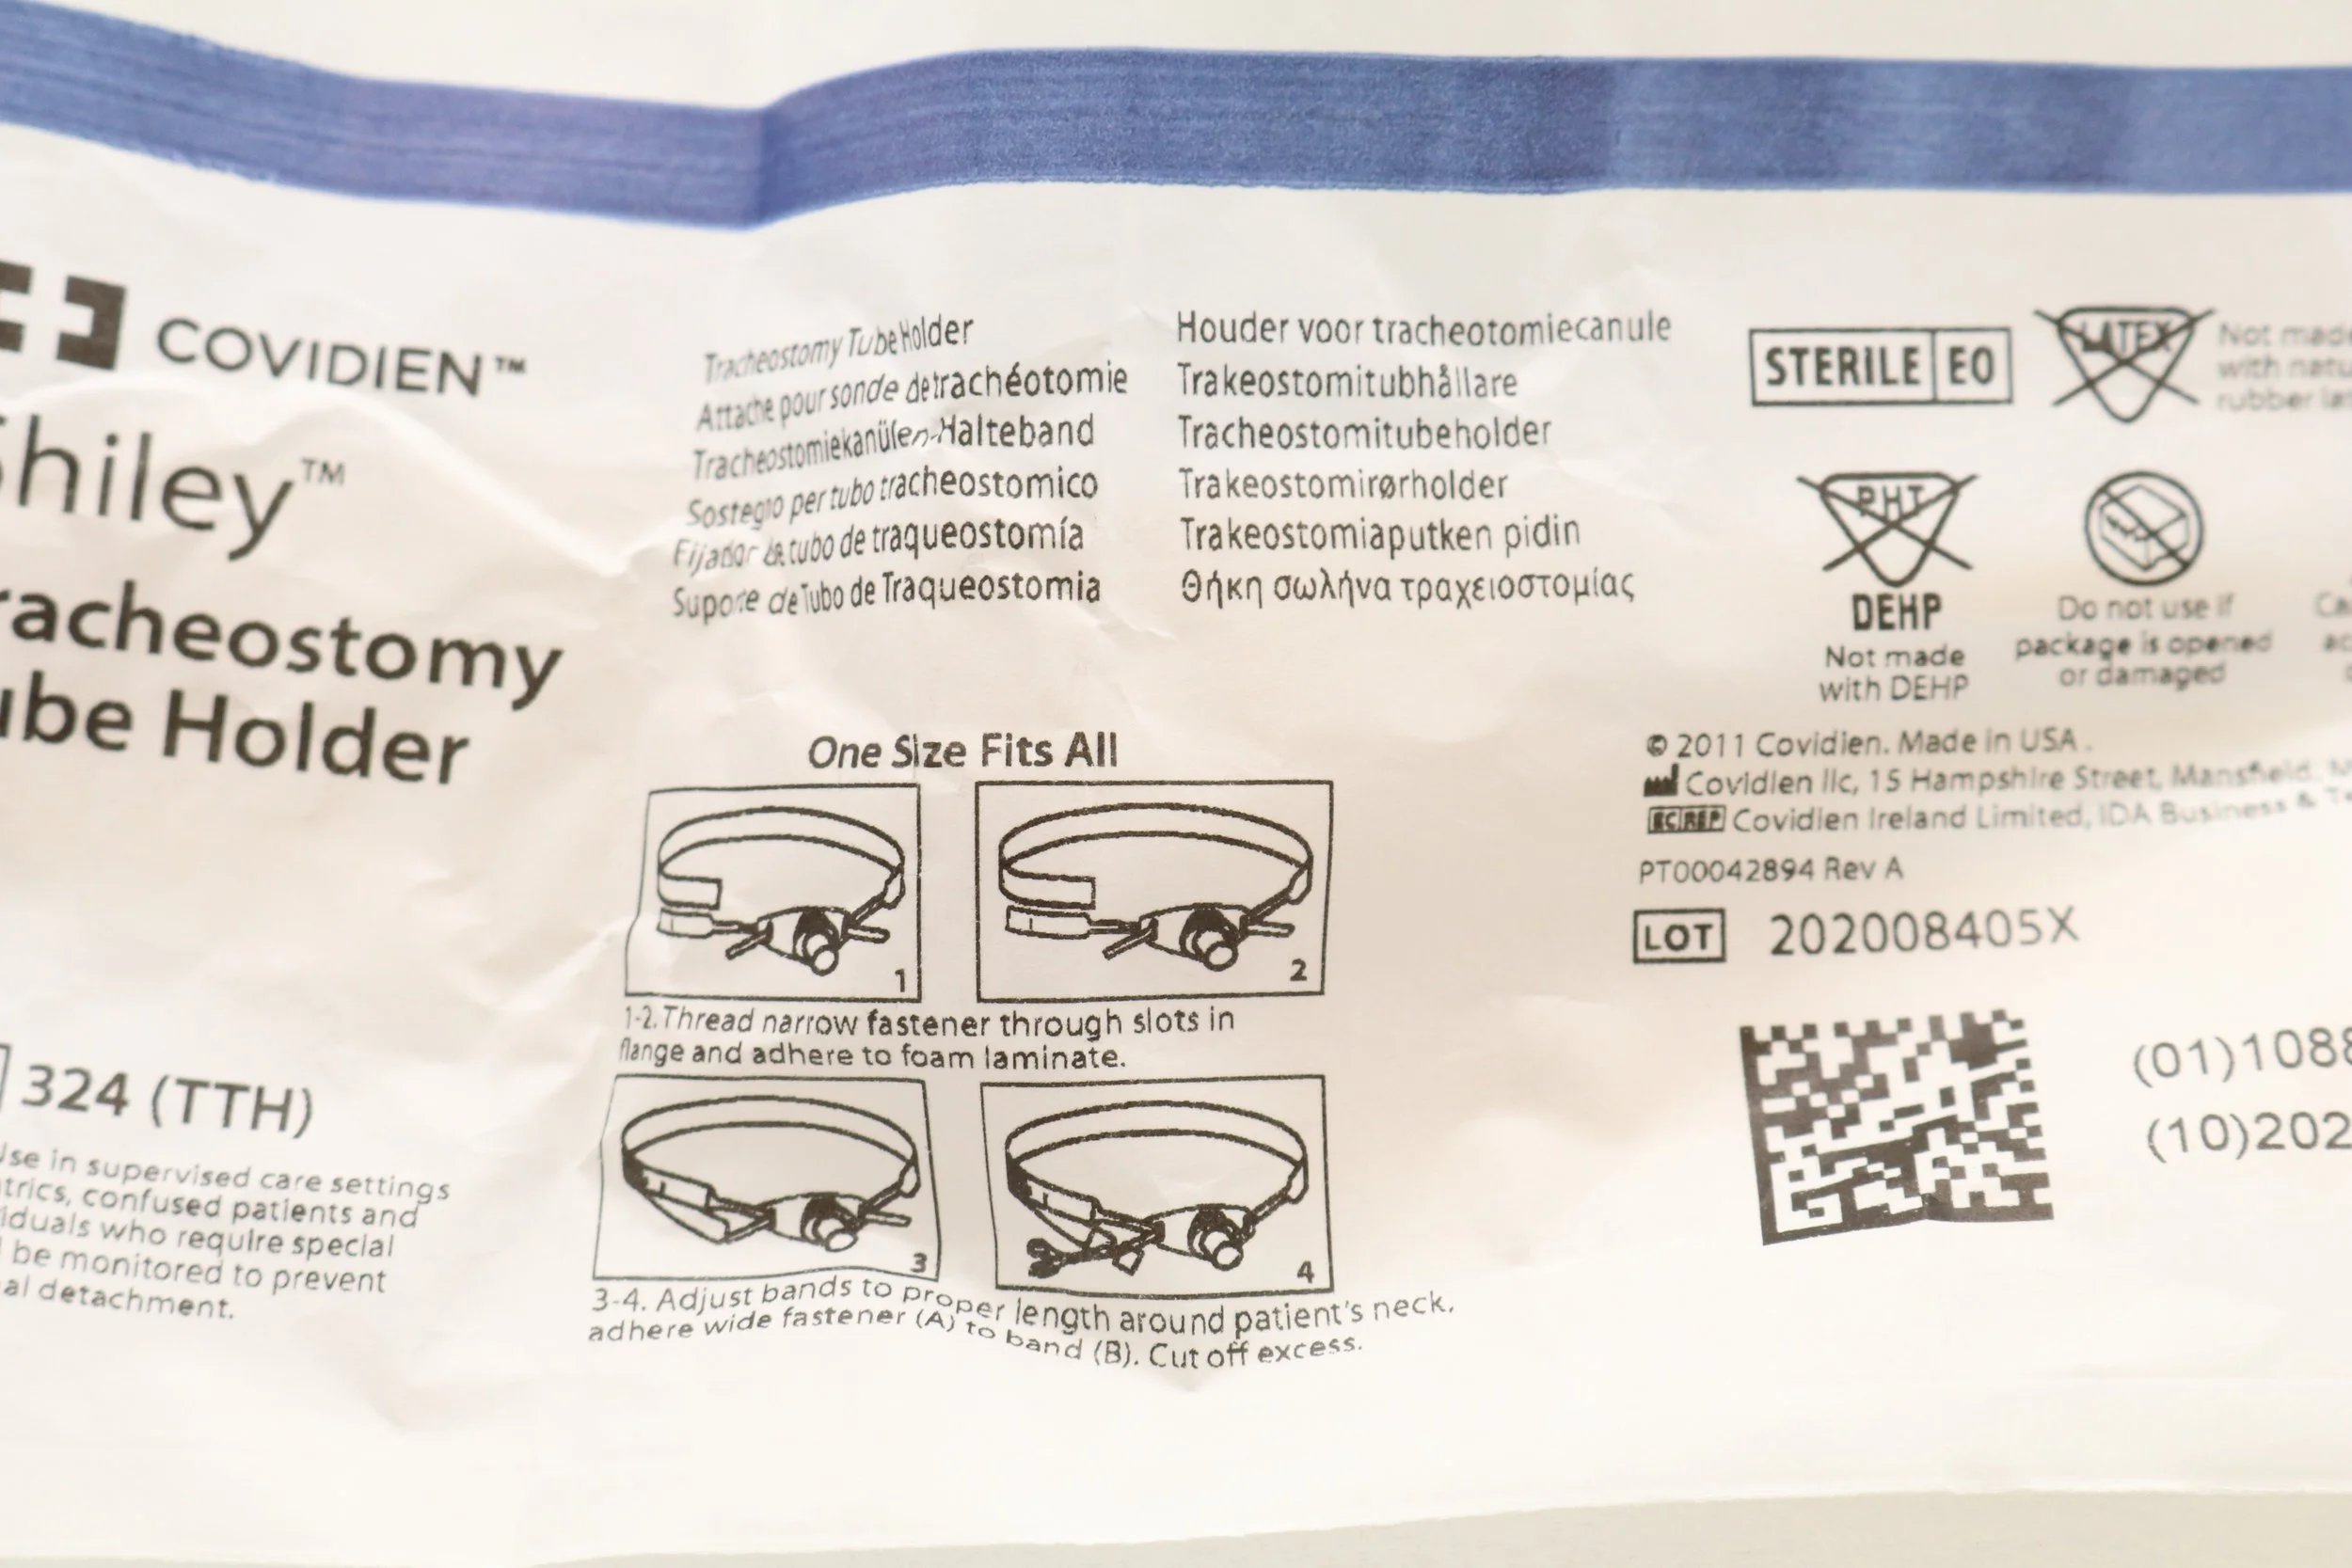 COVIDIEN™
hiley™
racheostomy
ube Holder
324 (TTH)
Use in supervised care settings
trics, confused patients and
iduals who require special
be monitored to prevent
al detachment.
Tracheostomy Tube Holder
Attache pour sonde de trachéotomie
Tracheostomiekanülen-Halteband
Sostegno per tubo tracheostomico
Fijador de tubo de traqueostomía
Suporte de Tubo de Traqueostomia
Houder voor tracheotomiecanule
Trakeostomitubhållare
Tracheostomitubeholder
Trakeostomirørholder
Trakeostomiaputken pidin
Θήκη σωλήνα τραχειοστομίας
One Size Fits All
1
2
1-2. Thread narrow fastener through slots in
flange and adhere to foam laminate.
3
4
3-4. Adjust bands to proper length around patient's neck,
adhere wide fastener (A) to band (B). Cut off excess.
STERILE EO
LATEX
Not made
with natu
rubber la
PHT
DEHP
Not made
with DEHP
Do not use if
package is opened
or damaged
Ca
© 2011 Covidien. Made in USA.
Covidien llc, 15 Hampshire Street, Mansfield, M
EC REP Covidien Ireland Limited, IDA Business & Te
PT00042894 Rev A
LOT 202008405X
(01)1088
(10)202